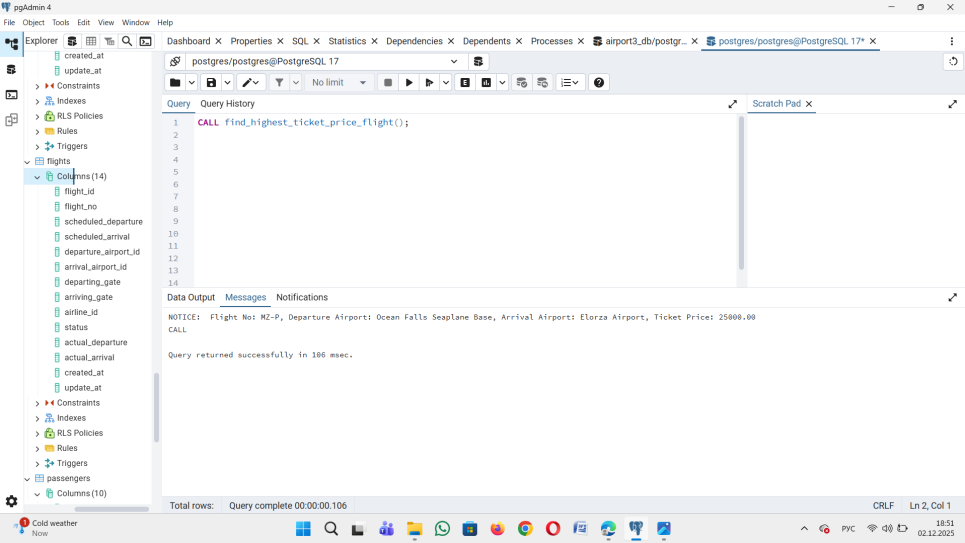 pgAdmin 4
File Object Tools Edit View Window Help
Explorer
Dashboard Properties SQL Statistics Dependencies Dependents Processes airport3_db/postgr... postgres/postgres@PostgreSQL 17*
postgres/postgres@PostgreSQL 17
No limit
Query Query History
Scratch Pad
created_at
update_at
Constraints
Indexes
RLS Policies
Rules
Triggers
flights
Columns (14)
flight_id
flight_no
scheduled_departure
scheduled_arrival
departure_airport_id
arrival_airport_id
departing_gate
arriving_gate
airline_id
status
actual_departure
actual_arrival
created_at
update_at
Constraints
Indexes
RLS Policies
Rules
Triggers
passengers
Columns (10)
1 CALL find_highest_ticket_price_flight();
2
3
4
5
6
7
8
9
10
11
12
13
14
Data Output Messages Notifications
NOTICE: Flight No: MZ-P, Departure Airport: Ocean Falls Seaplane Base, Arrival Airport: Elorza Airport, Ticket Price: 25000.00
CALL
Query returned successfully in 106 msec.
Total rows: Query complete 00:00:00.106 CRLF Ln 2, Col 1
1
Cold weather
Now
РУС
18:51
02.12.2025